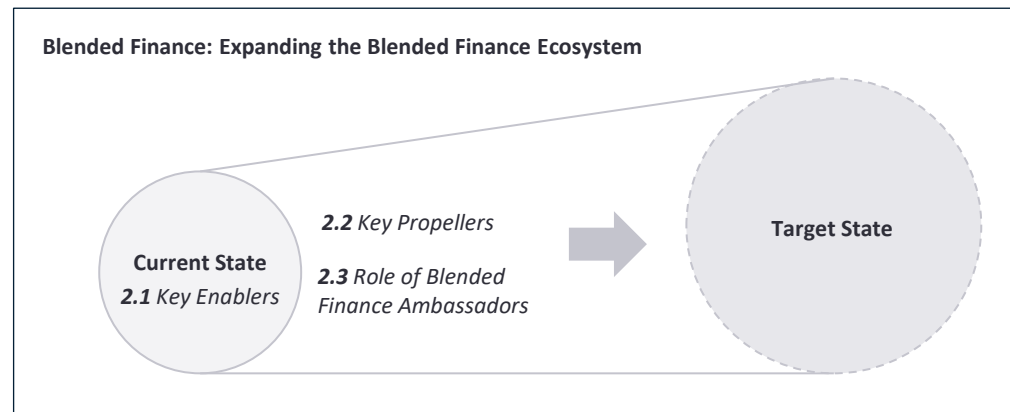 Blended Finance: Expanding the Blended Finance Ecosystem
Current State
2.1 Key Enablers
2.2 Key Propellers
2.3 Role of Blended
Finance Ambassadors
Target State